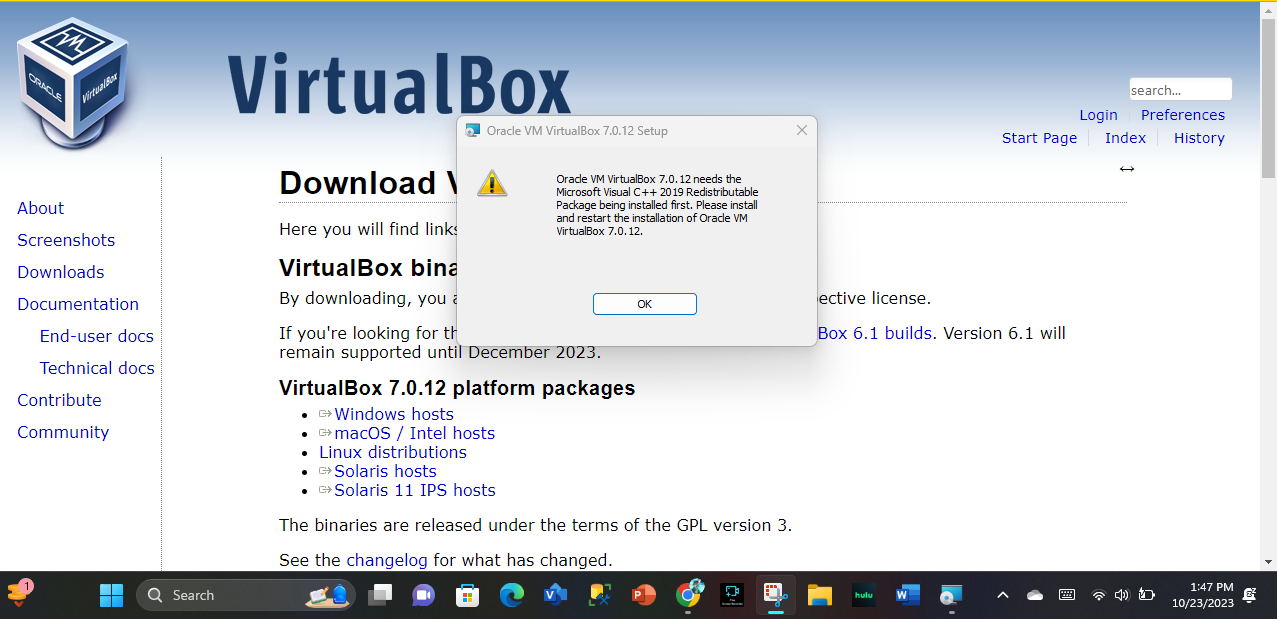 ORACLE
VirtualBox
VirtualBox
search...
Login Preferences
Start Page Index History
Oracle VM VirtualBox 7.0.12 Setup
Oracle VM VirtualBox 7.0.12 needs the
Microsoft Visual C++ 2019 Redistributable
Package being installed first. Please install
and restart the installation of Oracle VM
VirtualBox 7.0.12.
OK
About
Screenshots
Downloads
Documentation
End-user docs
Technical docs
Contribute
Community
Download V
Here you will find links
VirtualBox bina
By downloading, you a ective license.
If you're looking for th Box 6.1 builds. Version 6.1 will
remain supported until December 2023.
VirtualBox 7.0.12 platform packages
Windows hosts
macOS / Intel hosts
Linux distributions
Solaris hosts
Solaris 11 IPS hosts
The binaries are released under the terms of the GPL version 3.
See the changelog for what has changed.
1
Search
hulu
1:47 PM
10/23/2023